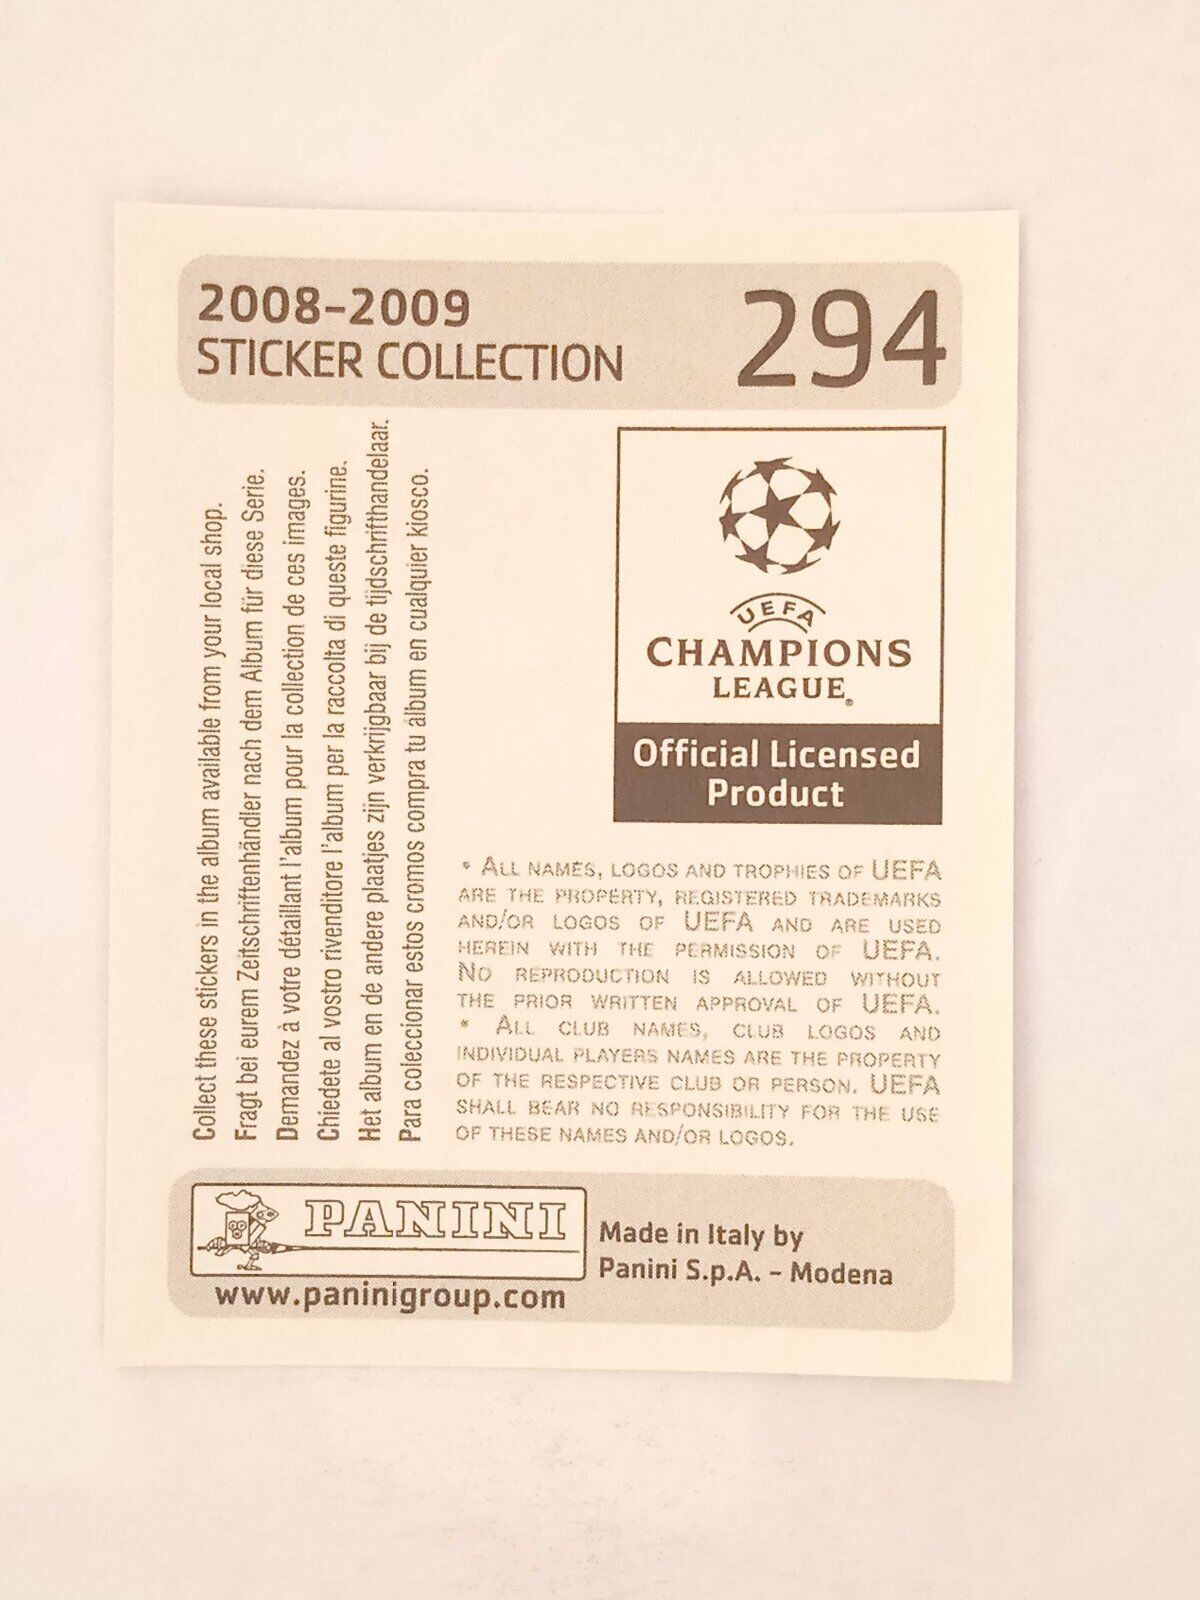 2008-2009
STICKER COLLECTION
294
Collect these stickers in the album available from your local shop.
Fragt bei eurem Zeitschriftenhändler nach dem Album für diese Serie.
Demandez à votre détaillant l'album pour la collection de ces images.
Chiedete al vostro rivenditore l'album per la raccolta di queste figurine.
Het album en de andere plaatjes zijn verkrijgbaar bij de tijdschrifthandelaar.
Para coleccionar estos cromos compra tu álbum en cualquier kiosco.
UEFA
CHAMPIONS
LEAGUE®
Official Licensed
Product
* ALL NAMES, LOGOS AND TROPHIES OF UEFA
ARE THE PROPERTY, REGISTERED TRADEMARKS
AND/OR LOGOS OF UEFA AND ARE USED
HEREIN WITH THE PERMISSION OF UEFA.
NO REPRODUCTION IS ALLOWED WITHOUT
THE PRIOR WRITTEN APPROVAL OF UEFA.
* ALL CLUB NAMES, CLUB LOGOS AND
INDIVIDUAL PLAYERS NAMES ARE THE PROPERTY
OF THE RESPECTIVE CLUB OR PERSON. UEFA
SHALL BEAR NO RESPONSIBILITY FOR THE USE
OF THESE NAMES AND/OR LOGOS.
PANINI
www.paninigroup.com
Made in Italy by
Panini S.p.A. - Modena